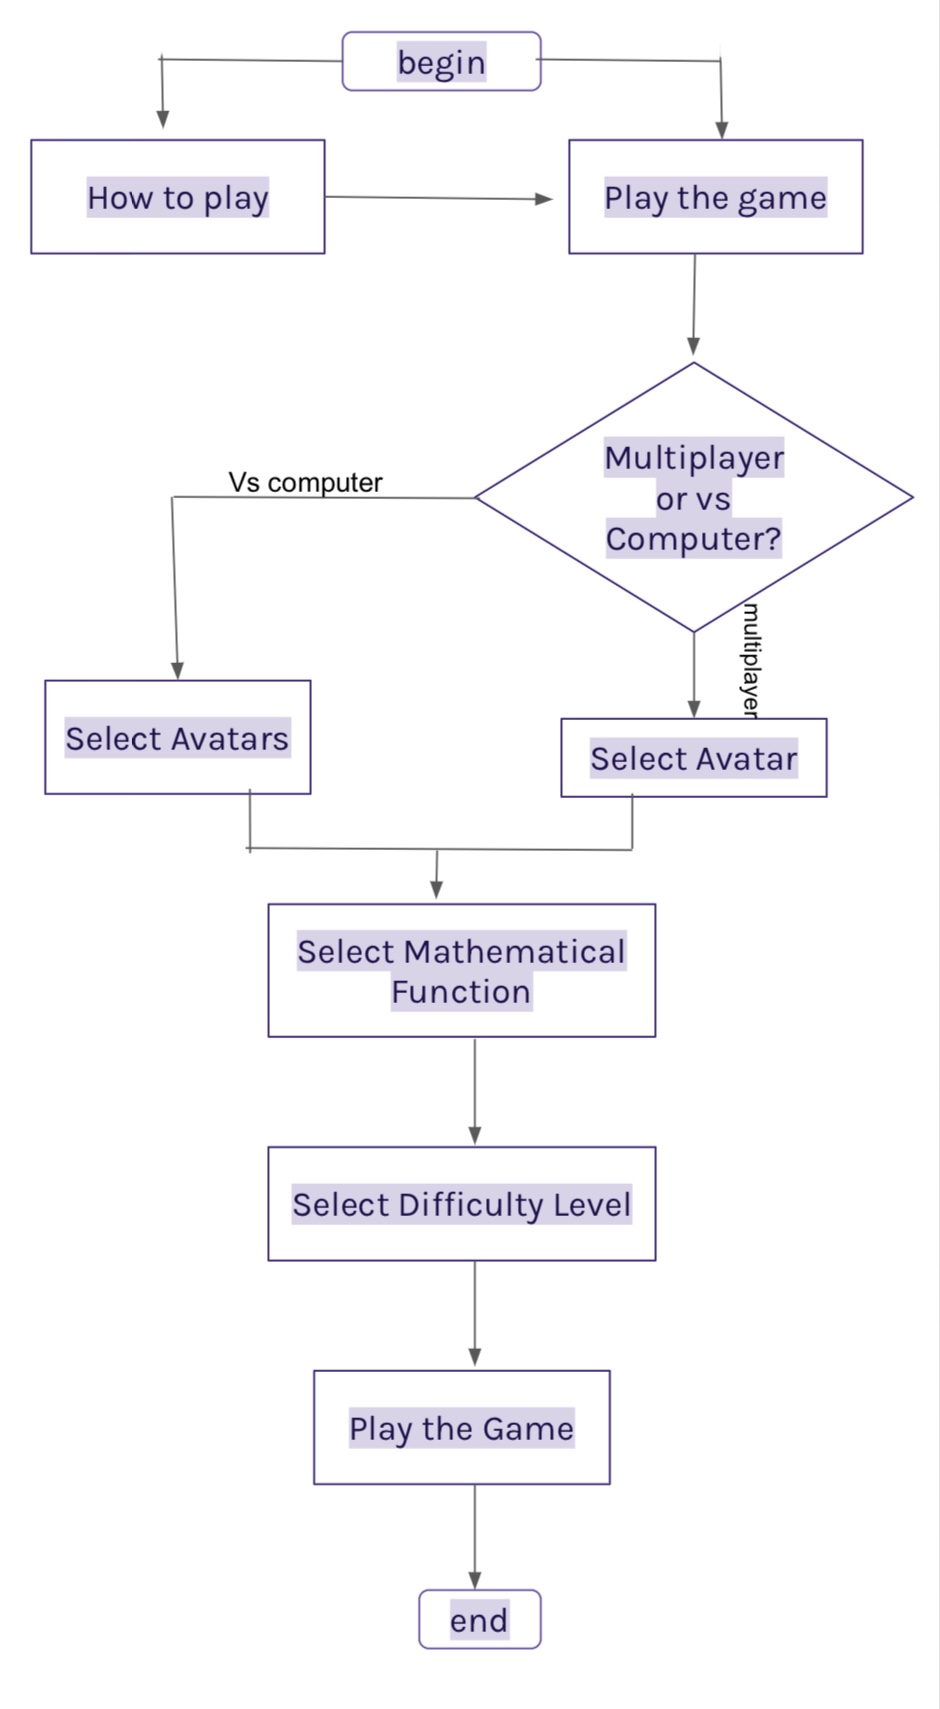 begin
How to play
Play the game
Multiplayer
or vs
Computer?
Vs computer
multiplayer
Select Avatars
Select Avatar
Select Mathematical
Function
Select Difficulty Level
Play the Game
end